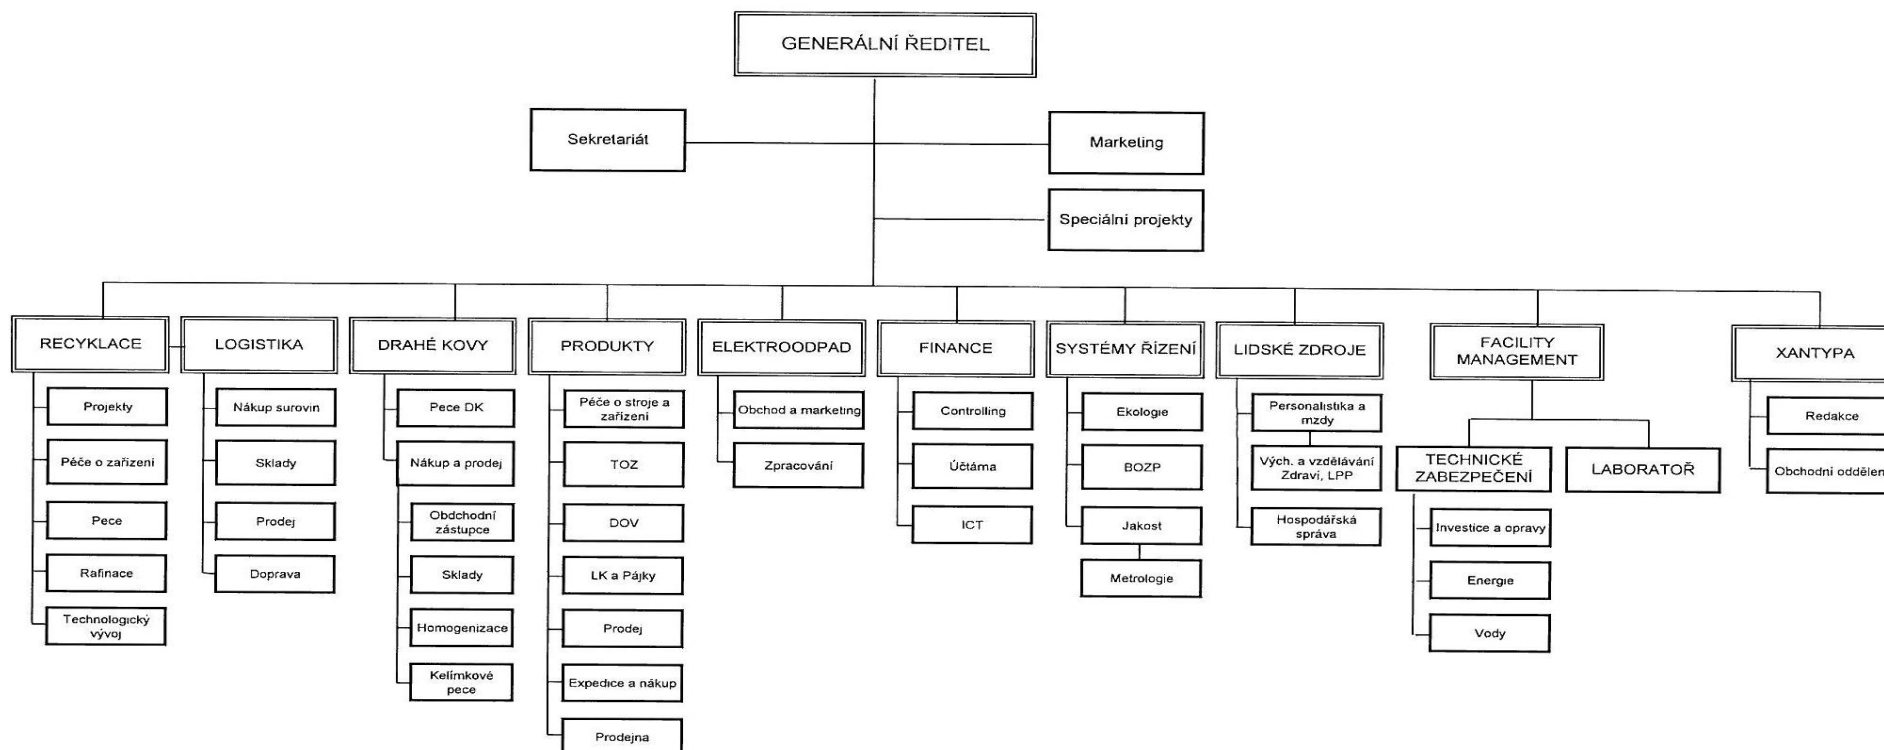 GENERÁLNÍ ŘEDITEL
Sekretariát
Marketing
Speciální projekty
RECYKLACE
LOGISTIKA
DRAHÉ KOVY
PRODUKTY
ELEKTROODPAD
FINANCE
SYSTÉMY ŘÍZENÍ
LIDSKÉ ZDROJE
FACILITY
MANAGEMENT
XANTYPA
Projekty
Péče o zařízení
Pece
Rafinace
Technologický
vývoj
Nákup surovin
Sklady
Prodej
Doprava
Pece DK
Nákup a prodej
Obdchodní
zástupce
Sklady
Homogenizace
Kelímkové
pece
Péče o stroje a
zařízení
TOZ
DOV
LK a Pájky
Prodej
Expedice a nákup
Prodejna
Obchod a marketing
Zpracování
Controlling
Účtárna
ICT
Ekologie
BOZP
Jakost
Metrologie
Personalistika a
mzdy
Vých. a vzdělávání
Zdraví, LPP
Hospodářská
správa
TECHNICKÉ
ZABEZPEČENÍ
LABORATOŘ
Investice a opravy
Energie
Vody
Redakce
Obchodní oddělen